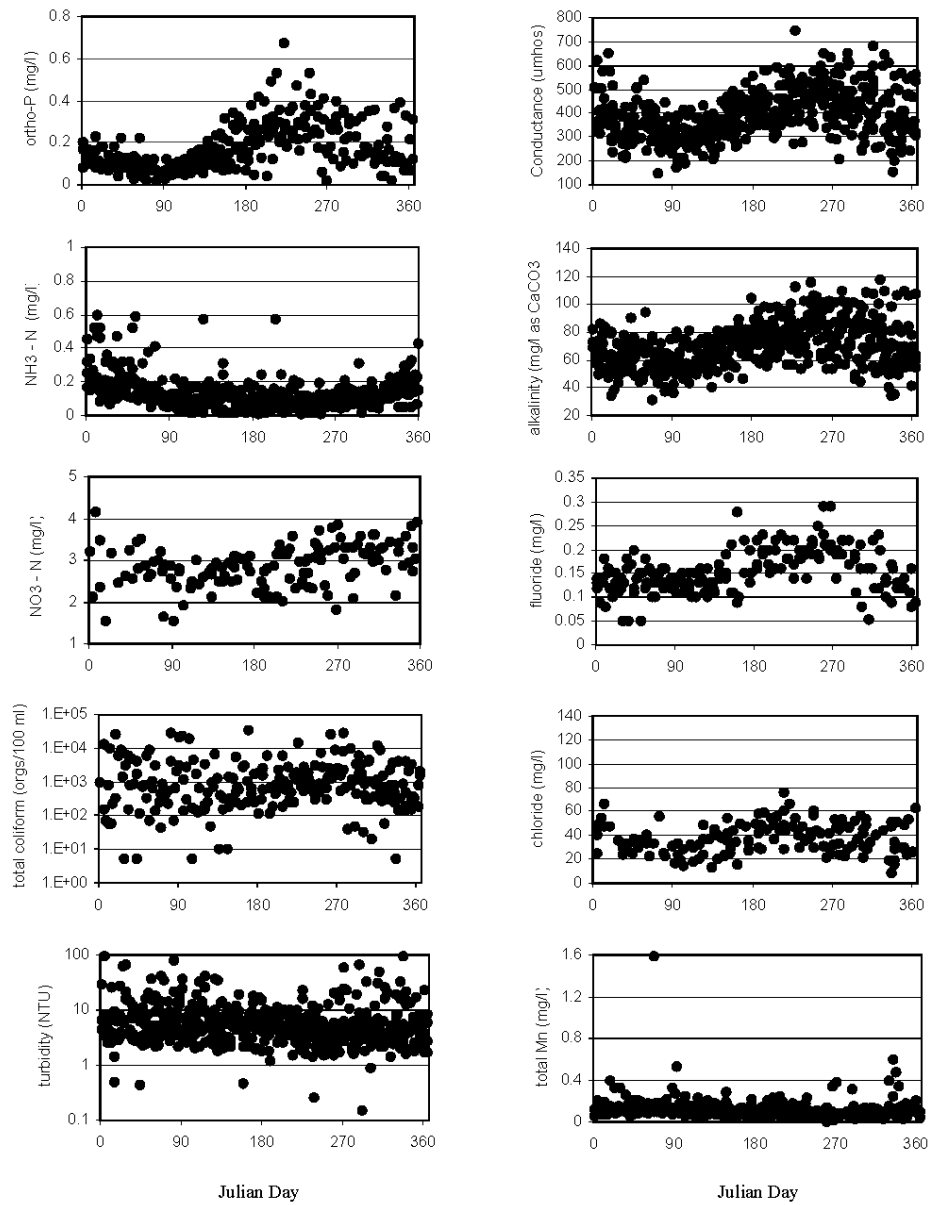 ortho-P (mg/l)
0.8
0.6
0.4
0.2
0
0 90 180 270 360
Conductance (umhos)
800
700
600
500
400
300
200
100
0 90 180 270 360
NH3 - N (mg/l)
1
0.8
0.6
0.4
0.2
0
0 90 180 270 360
alkalinity (mg/l as CaCO3
140
120
100
80
60
40
20
0 90 180 270 360
NO3 - N (mg/l)
5
4
3
2
1
0 90 180 270 360
fluoride (mg/l)
0.35
0.3
0.25
0.2
0.15
0.1
0.05
0
0 90 180 270 360
total coliform (orgs/100 ml)
1.E+05
1.E+04
1.E+03
1.E+02
1.E+01
1.E+00
0 90 180 270 360
chloride (mg/l)
140
120
100
80
60
40
20
0
0 90 180 270 360
turbidity (NTU)
100
10
1
0.1
0 90 180 270 360
total Mn (mg/l)
1.6
1.2
0.8
0.4
0
0 90 180 270 360
Julian Day
Julian Day